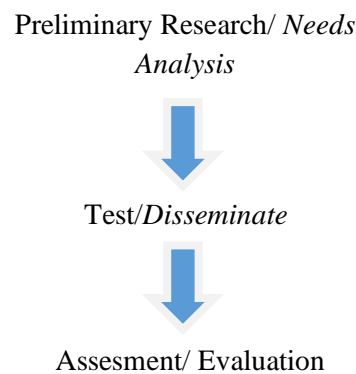 Preliminary Research/ Needs
Analysis
Test/Disseminate
Assesment/ Evaluation